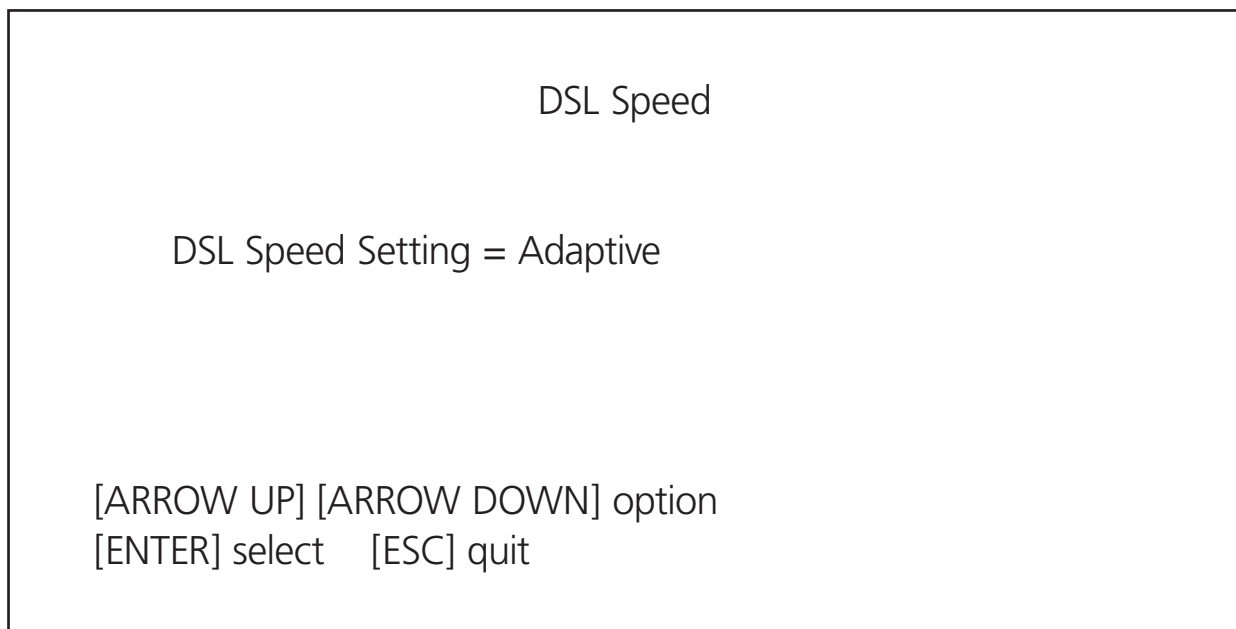 DSL Speed
DSL Speed Setting = Adaptive
[ARROW UP] [ARROW DOWN] option
[ENTER] select [ESC] quit